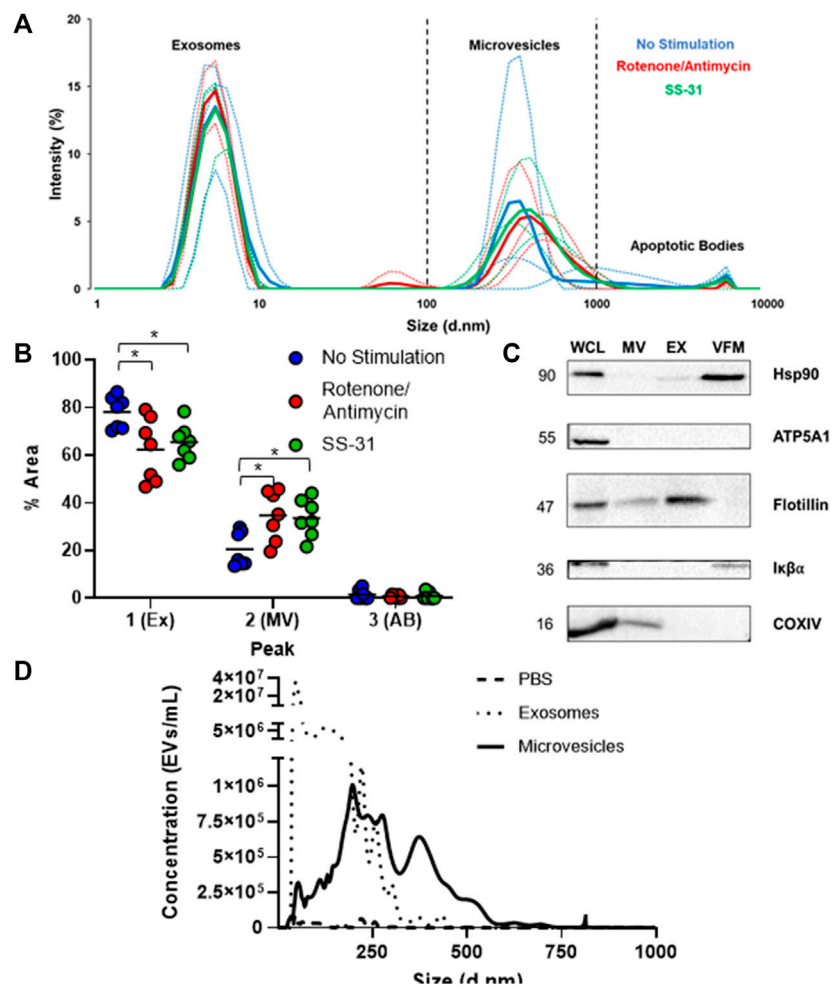 A
20
15
10
5
0
Intensity (%)
Exosomes
Microvesicles
No Stimulation
Rotenone/Antimycin
SS-31
Apoptotic Bodies
1
10
100
1000
10000
Size (d.nm)
B
100
80
60
40
20
0
% Area
No Stimulation
Rotenone/
Antimycin
SS-31
*
*
*
*
1 (Ex)
2 (MV)
3 (AB)
Peak
C
WCL MV EX VFM
90 Hsp90
55 ATP5A1
47 Flotillin
36 Iκβα
16 COXIV
D
4×10⁷
2×10⁷
5×10⁶
1×10⁶
7.5×10⁵
5×10⁵
2.5×10⁵
0
Concentration (EVs/mL)
PBS
Exosomes
Microvesicles
250
500
750
1000
Size (d.nm)